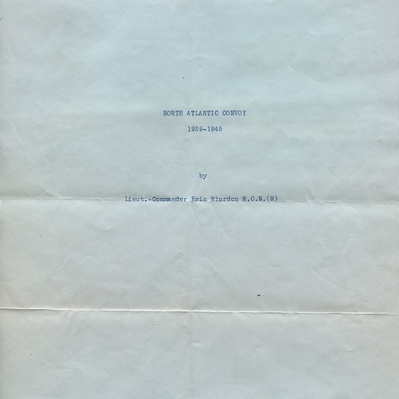 NORTH ATLANTIC CONVOY
1939-1945
by
Lieut.-Commander Eric Riordon R.C.N.(R)